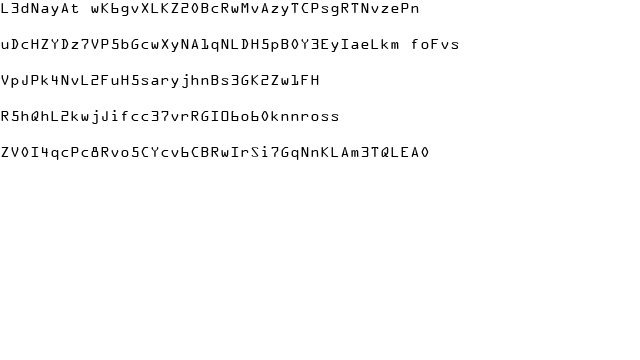 L3dNayAt wK6gvXLKZ20BcRwMvAzyTCPsgRTNvzePn
uDcHZYDz7VP5bGcwXyNA1qNLDH5pB0Y3EyIaeLkm foFvs
VpJPk4NvL2FuH5saryjhnBs3GK2Zw1FH
R5hQhL2kwjJifcc37vrRGIO6o60knnross
ZV0I4qcPc8Rvo5CYcv6CBRwIrSi7GqNnKLAm3TQLEA0